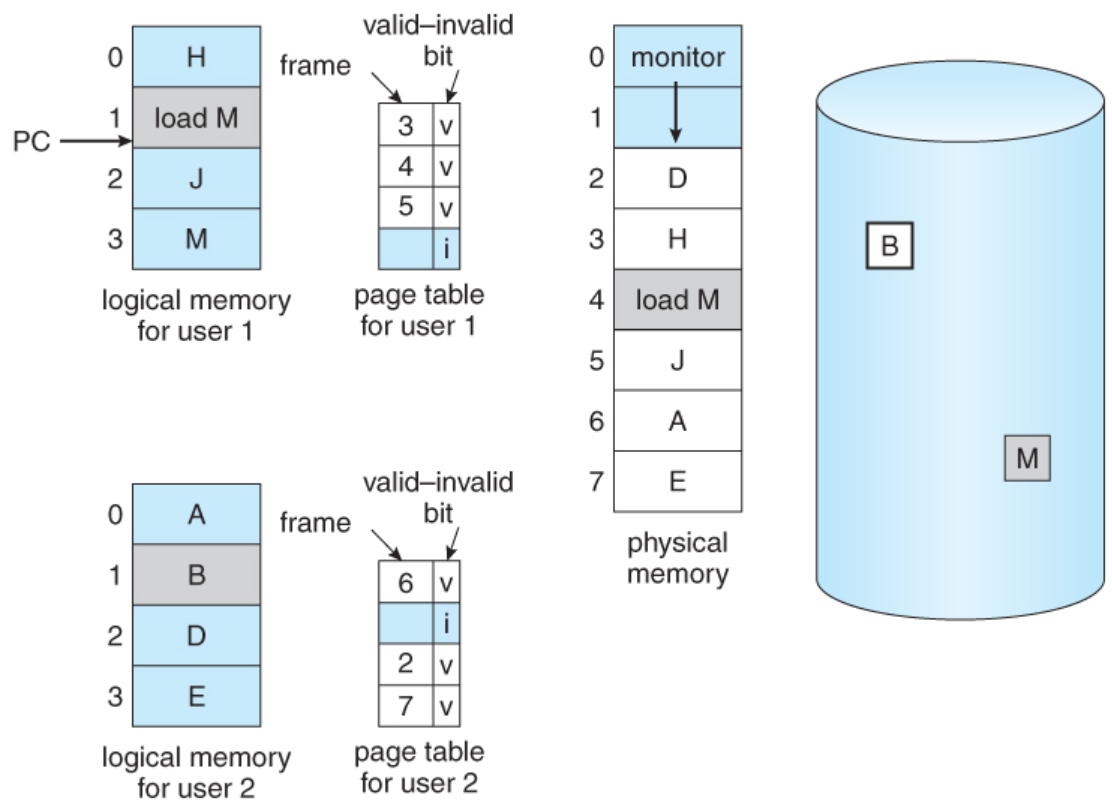 0 H
1 load M
PC
2 J
3 M
logical memory
for user 1
valid–invalid
bit
frame
3 v
4 v
5 v
i
page table
for user 1
0 monitor
1
2 D
3 H
4 load M
5 J
6 A
7 E
physical
memory
B
M
0 A
1 B
2 D
3 E
logical memory
for user 2
valid–invalid
bit
frame
6 v
i
2 v
7 v
page table
for user 2